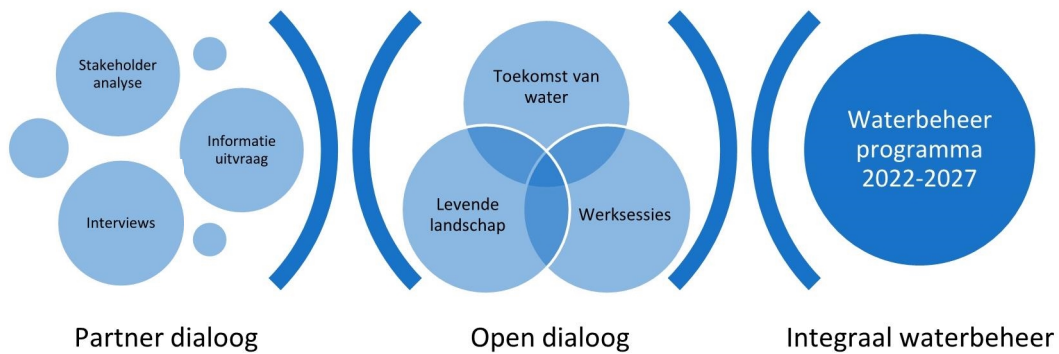 Stakeholder
analyse
Informatie
uitvraag
Interviews
Partner dialoog
Toekomst van
water
Levende
landschap
Werksessies
Open dialoog
Waterbeheer
programma
2022-2027
Integraal waterbeheer